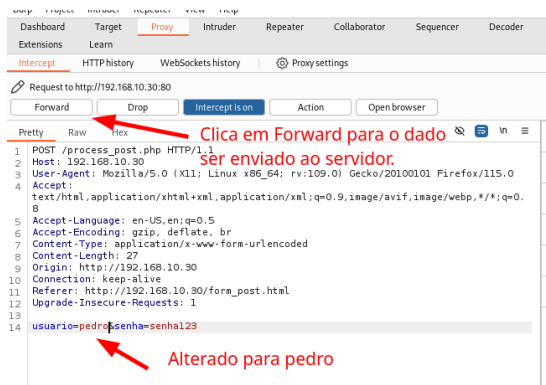 Burp Project Intruder Repeater View Help
Dashboard Target Proxy Intruder Repeater Collaborator Sequencer Decoder
Extensions Learn
Intercept HTTP history WebSockets history Proxy settings
Request to http://192.168.10.30:80
Forward Drop Intercept is on Action Open browser
Pretty Raw Hex \n
Clica em Forward para o dado
ser enviado ao servidor.
1 POST /process_post.php HTTP/1.1
2 Host: 192.168.10.30
3 User-Agent: Mozilla/5.0 (X11; Linux x86_64; rv:109.0) Gecko/20100101 Firefox/115.0
4 Accept:
text/html,application/xhtml+xml,application/xml;q=0.9,image/avif,image/webp,*/*;q=0.
8
5 Accept-Language: en-US,en;q=0.5
6 Accept-Encoding: gzip, deflate, br
7 Content-Type: application/x-www-form-urlencoded
8 Content-Length: 27
9 Origin: http://192.168.10.30
10 Connection: keep-alive
11 Referer: http://192.168.10.30/form_post.html
12 Upgrade-Insecure-Requests: 1
13
14 usuario=pedro&senha=senha123
Alterado para pedro